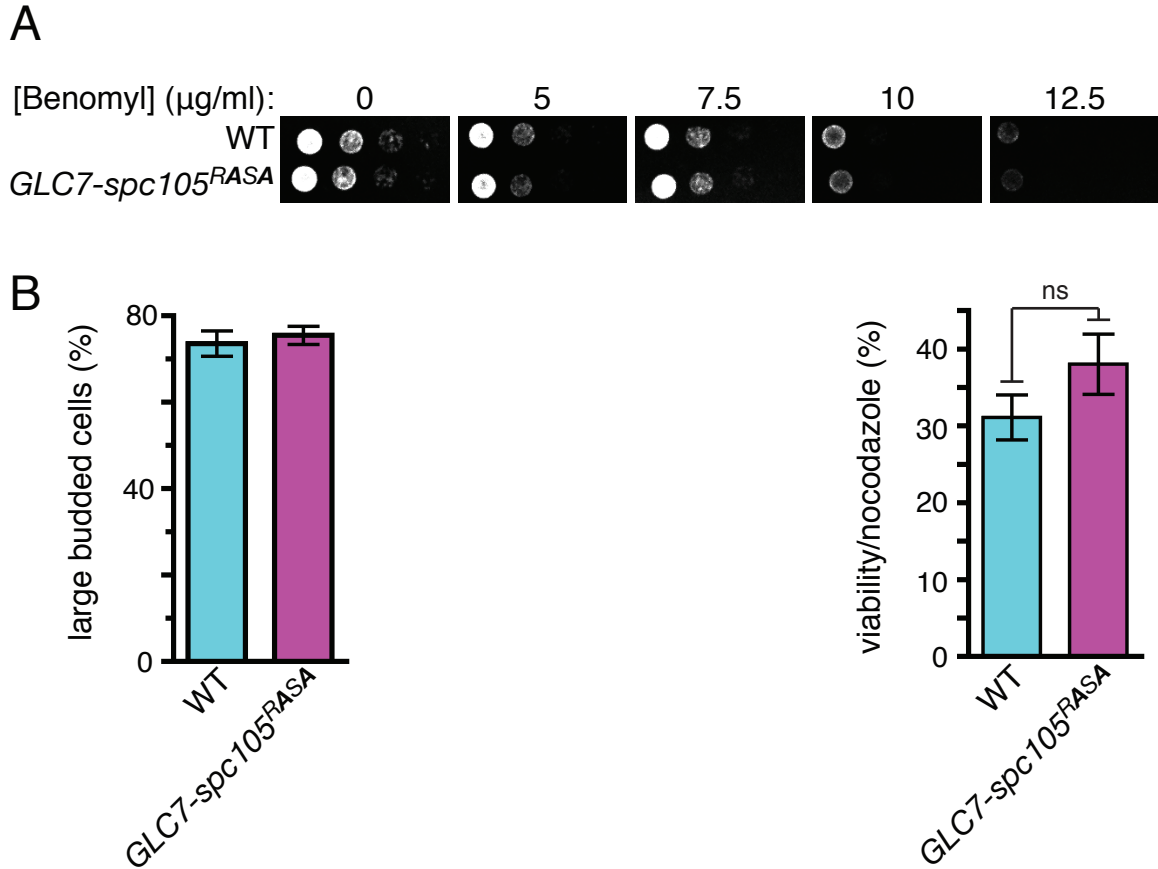 A
[Benomyl] (μg/ml): 0 5 7.5 10 12.5
WT
GLC7-spc105RASA
B
large budded cells (%)
80
40
0
WT
GLC7-spc105RASA
viability/nocodazole (%)
ns
40
30
20
10
0
WT
GLC7-spc105RASA